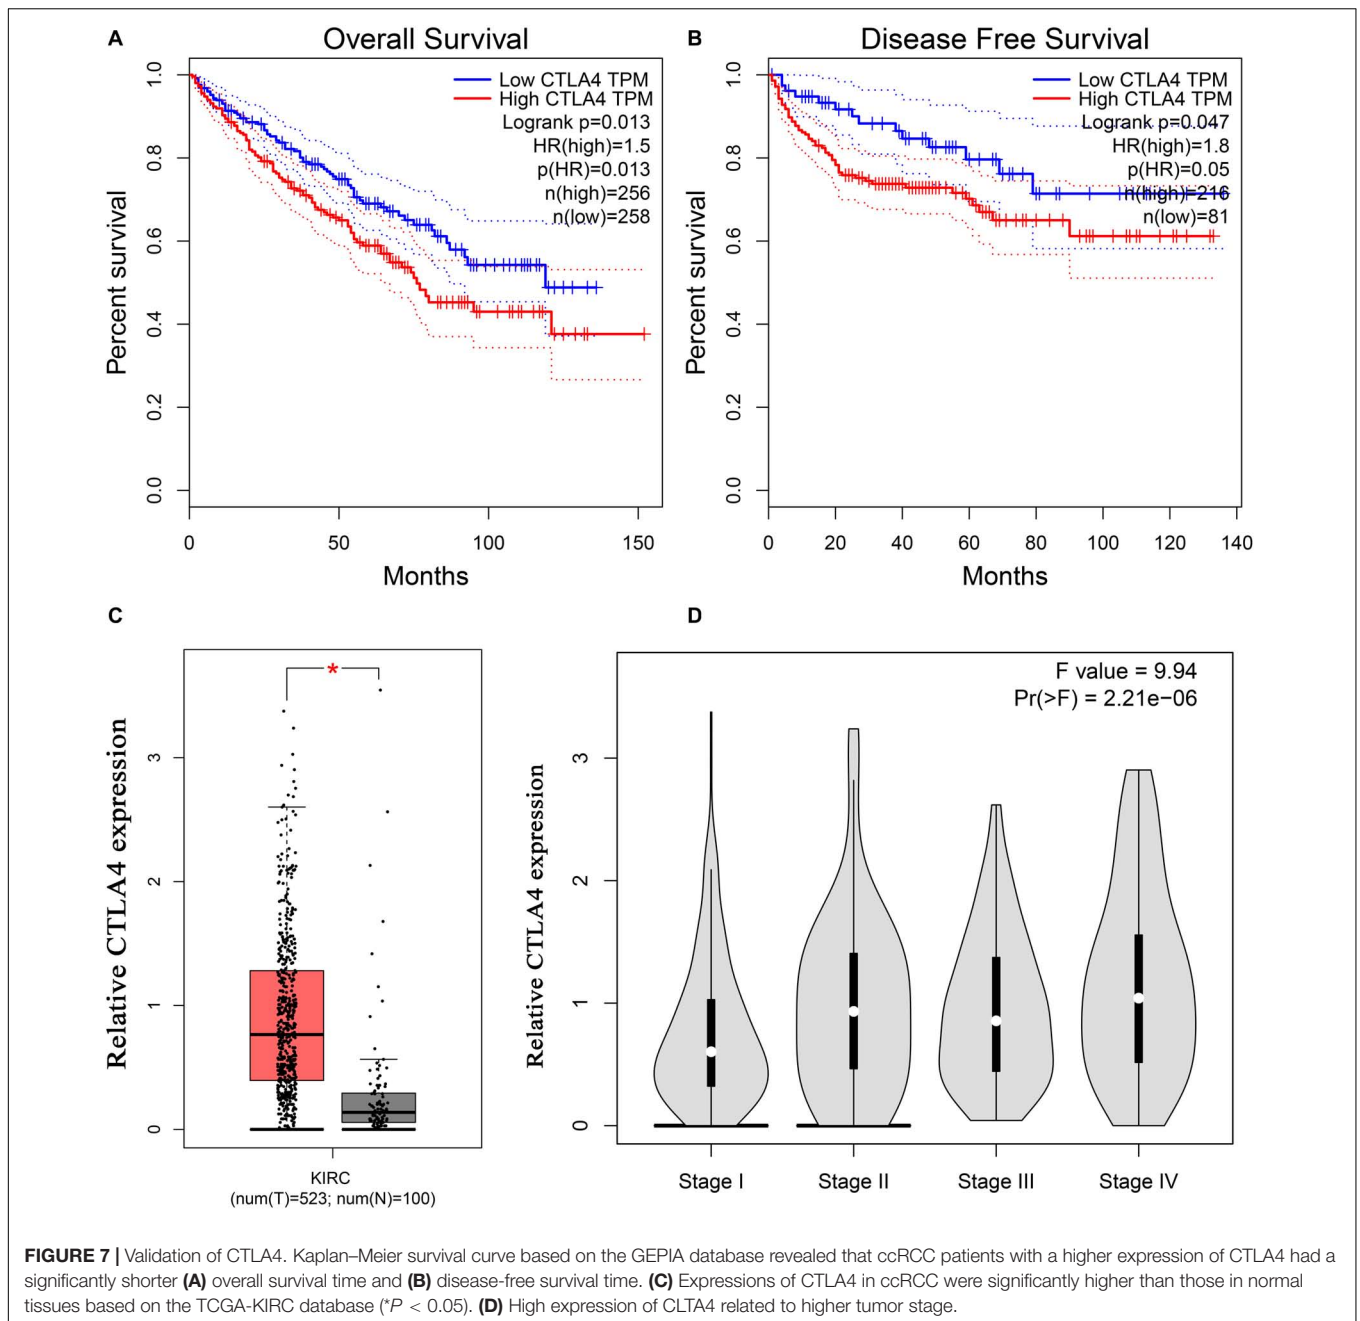 A
Overall Survival
Low CTLA4 TPM
High CTLA4 TPM
Logrank p=0.013
HR(high)=1.5
p(HR)=0.013
n(high)=256
n(low)=258
Percent survival
1.0
0.8
0.6
0.4
0.2
0.0
0 50 100 150
Months
B
Disease Free Survival
Low CTLA4 TPM
High CTLA4 TPM
Logrank p=0.047
HR(high)=1.8
p(HR)=0.05
n(high)=216
n(low)=81
Percent survival
1.0
0.8
0.6
0.4
0.2
0.0
0 20 40 60 80 100 120 140
Months
C
*
Relative CTLA4 expression
3
2
1
0
KIRC
(num(T)=523; num(N)=100)
D
F value = 9.94
Pr(>F) = 2.21e−06
Relative CTLA4 expression
3
2
1
0
Stage I Stage II Stage III Stage IV
FIGURE 7 | Validation of CTLA4. Kaplan–Meier survival curve based on the GEPIA database revealed that ccRCC patients with a higher expression of CTLA4 had a
significantly shorter (A) overall survival time and (B) disease-free survival time. (C) Expressions of CTLA4 in ccRCC were significantly higher than those in normal
tissues based on the TCGA-KIRC database (*P < 0.05). (D) High expression of CLTA4 related to higher tumor stage.